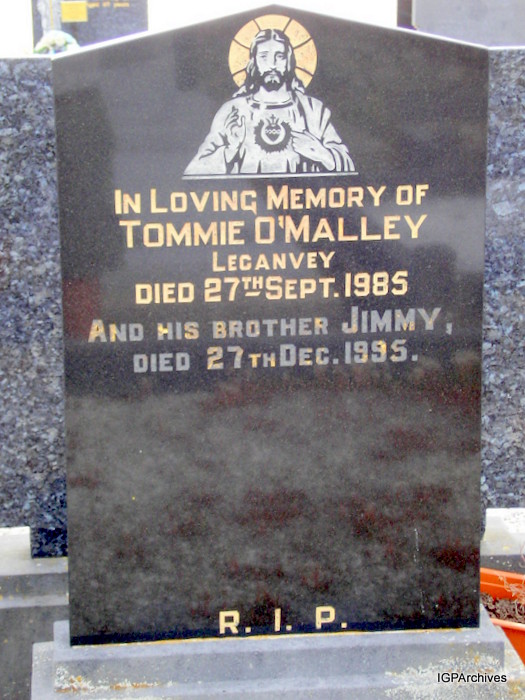 IN LOVING MEMORY OF
TOMMIE O'MALLEY
LECANVEY
DIED 27TH SEPT. 1985
AND HIS BROTHER JIMMY,
DIED 27TH DEC. 1995.
R. I. P.
IGPArchives